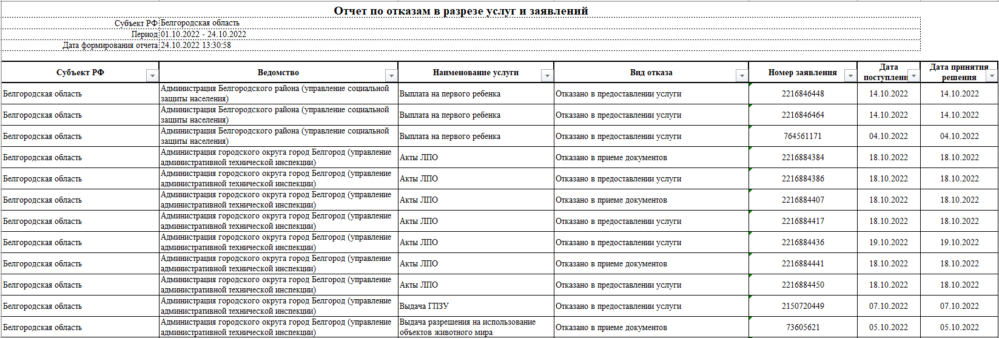 Отчет по отказам в разрезе услуг и заявлений
Субъект РФ Белгородская область
Период 01.10.2022 - 24.10.2022
Дата формирования отчета 24.10.2022 13:30:58
Субъект РФ Ведомство Наименование услуги Вид отказа Номер заявления Дата поступлени Дата принятия решения
Белгородская область Администрация Белгородского района (управление социальной защиты населения) Выплата на первого ребенка Отказано в предоставлении услуги 2216846448 14.10.2022 14.10.2022
Белгородская область Администрация Белгородского района (управление социальной защиты населения) Выплата на первого ребенка Отказано в предоставлении услуги 2216846464 14.10.2022 14.10.2022
Белгородская область Администрация Белгородского района (управление социальной защиты населения) Выплата на первого ребенка Отказано в предоставлении услуги 764561171 04.10.2022 04.10.2022
Белгородская область Администрация городского округа город Белгород (управление административной технической инспекции) Акты ЛПО Отказано в приеме документов 2216884384 18.10.2022 18.10.2022
Белгородская область Администрация городского округа город Белгород (управление административной технической инспекции) Акты ЛПО Отказано в предоставлении услуги 2216884386 18.10.2022 18.10.2022
Белгородская область Администрация городского округа город Белгород (управление административной технической инспекции) Акты ЛПО Отказано в приеме документов 2216884407 18.10.2022 18.10.2022
Белгородская область Администрация городского округа город Белгород (управление административной технической инспекции) Акты ЛПО Отказано в предоставлении услуги 2216884417 18.10.2022 18.10.2022
Белгородская область Администрация городского округа город Белгород (управление административной технической инспекции) Акты ЛПО Отказано в предоставлении услуги 2216884436 19.10.2022 19.10.2022
Белгородская область Администрация городского округа город Белгород (управление административной технической инспекции) Акты ЛПО Отказано в приеме документов 2216884441 18.10.2022 18.10.2022
Белгородская область Администрация городского округа город Белгород (управление административной технической инспекции) Акты ЛПО Отказано в предоставлении услуги 2216884450 18.10.2022 18.10.2022
Белгородская область Администрация городского округа город Белгород (управление административной технической инспекции) Выдача ГПЗУ Отказано в предоставлении услуги 2150720449 07.10.2022 07.10.2022
Белгородская область Администрация городского округа город Белгород (управление административной технической инспекции) Выдача разрешения на использование объектов животного мира Отказано в приеме документов 73605621 05.10.2022 05.10.2022